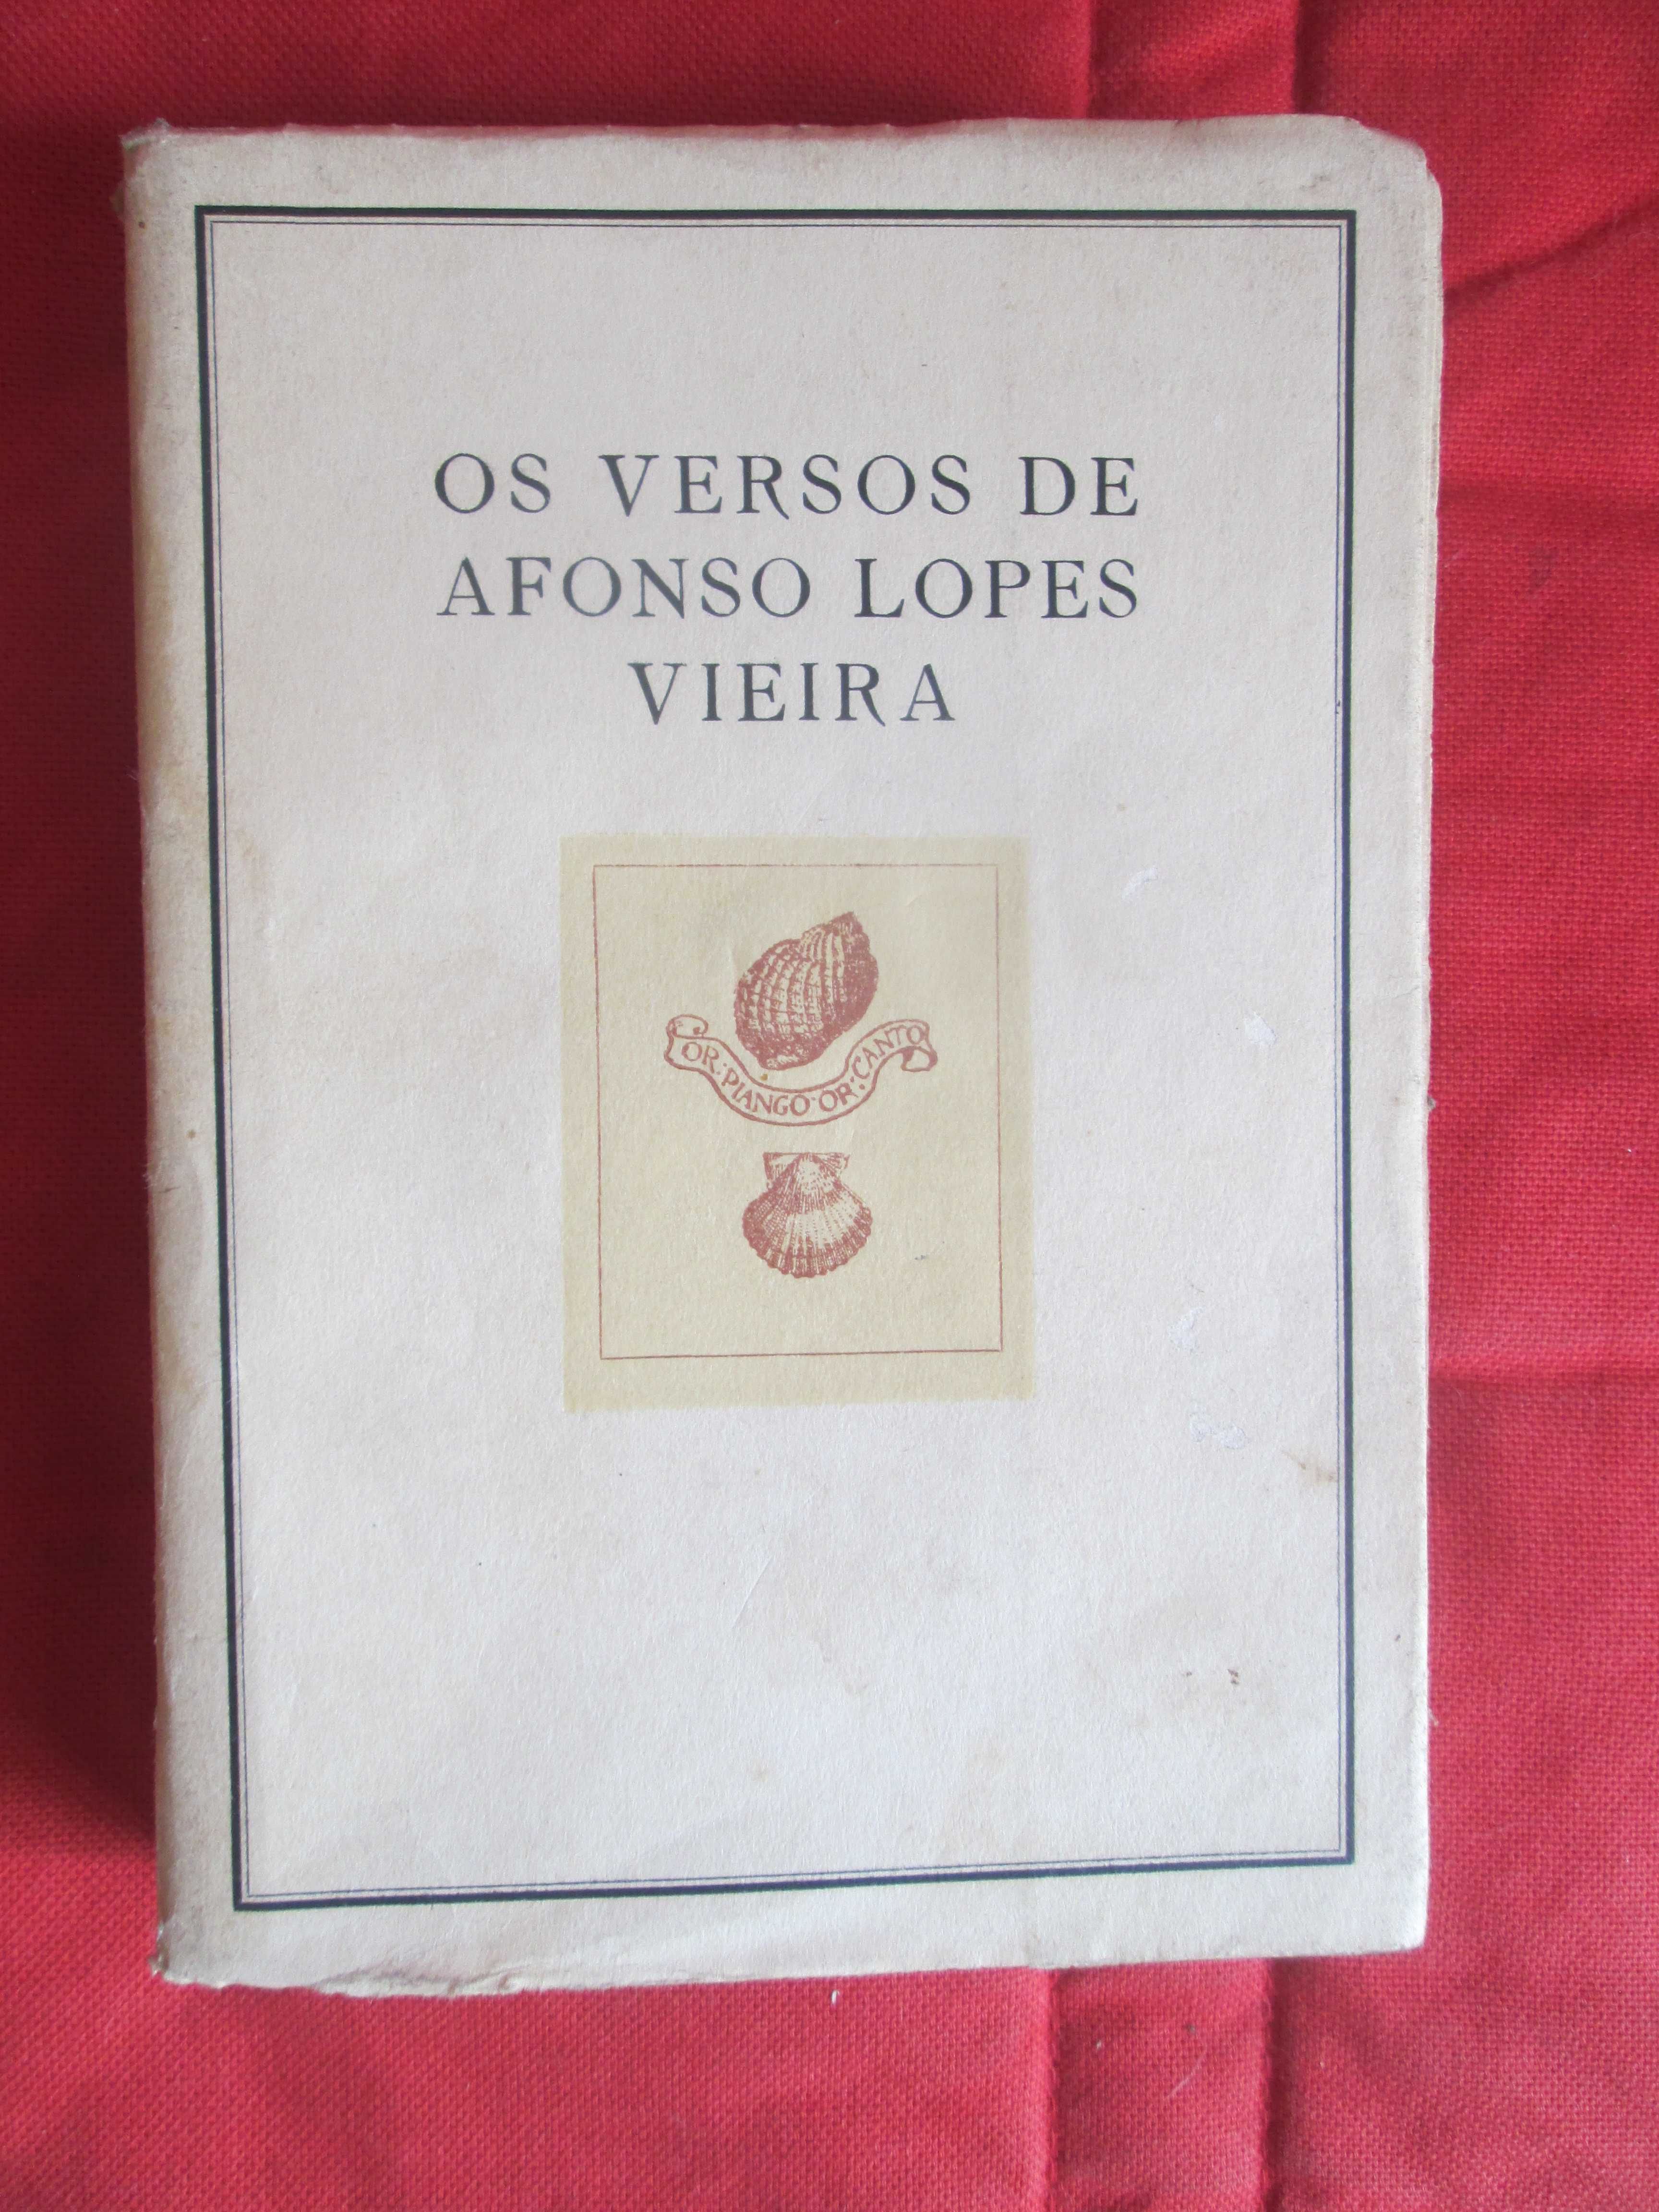 OS VERSOS DE
AFONSO LOPES
VIEIRA
OR:PIANGO·OR:CANTO